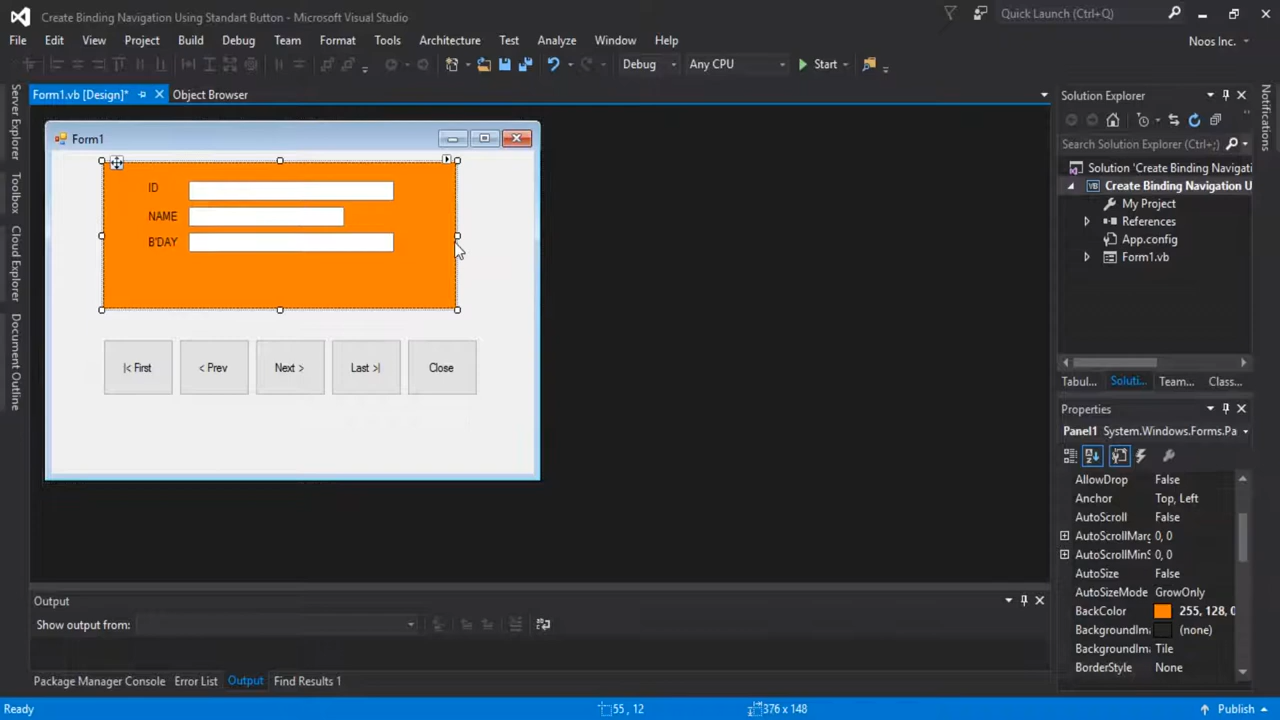 Create Binding Navigation Using Standart Button - Microsoft Visual Studio
Quick Launch (Ctrl+Q)
File Edit View Project Build Debug Team Format Tools Architecture Test Analyze Window Help
Noos Inc.
Debug Any CPU Start
Form1.vb [Design]* Object Browser
Server Explorer
Toolbox
Cloud Explorer
Document Outline
Form1
ID
NAME
B'DAY
|< First < Prev Next > Last >| Close
Solution Explorer
Search Solution Explorer (Ctrl+;)
Solution 'Create Binding Navigati
Create Binding Navigation U
My Project
References
App.config
Form1.vb
Tabul... Soluti... Team... Class...
Notifications
Properties
Panel1 System.Windows.Forms.Pa
AllowDrop False
Anchor Top, Left
AutoScroll False
AutoScrollMarg 0, 0
AutoScrollMinS 0, 0
AutoSize False
AutoSizeMode GrowOnly
BackColor 255, 128, 0
BackgroundIma (none)
BackgroundIma Tile
BorderStyle None
Output
Show output from:
Package Manager Console Error List Output Find Results 1
Ready 55 , 12 376 x 148 Publish